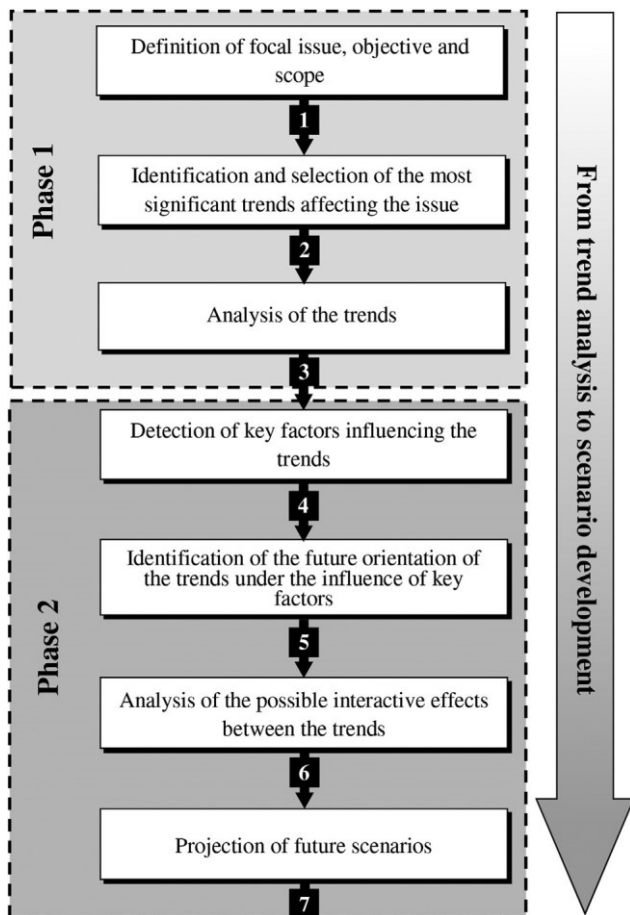 Phase 1
Definition of focal issue, objective and
scope
1
Identification and selection of the most
significant trends affecting the issue
2
Analysis of the trends
3
Phase 2
Detection of key factors influencing the
trends
4
Identification of the future orientation of
the trends under the influence of key
factors
5
Analysis of the possible interactive effects
between the trends
6
Projection of future scenarios
7
From trend analysis to scenario development